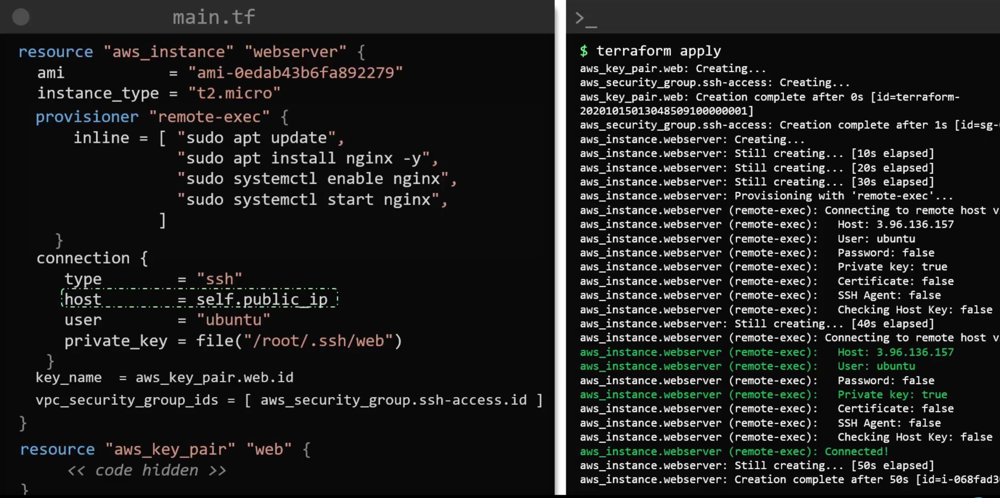 main.tf
resource "aws_instance" "webserver" {
ami = "ami-0edab43b6fa892279"
instance_type = "t2.micro"
provisioner "remote-exec" {
inline = [ "sudo apt update",
"sudo apt install nginx -y",
"sudo systemctl enable nginx",
"sudo systemctl start nginx",
]
}
connection {
type = "ssh"
host = self.public_ip
user = "ubuntu"
private_key = file("/root/.ssh/web")
}
key_name = aws_key_pair.web.id
vpc_security_group_ids = [ aws_security_group.ssh-access.id ]
}
resource "aws_key_pair" "web" {
<< code hidden >>
}
>_
$ terraform apply
aws_key_pair.web: Creating...
aws_security_group.ssh-access: Creating...
aws_key_pair.web: Creation complete after 0s [id=terraform-
20201015013048509100000001]
aws_security_group.ssh-access: Creation complete after 1s [id=sg-
aws_instance.webserver: Creating...
aws_instance.webserver: Still creating... [10s elapsed]
aws_instance.webserver: Still creating... [20s elapsed]
aws_instance.webserver: Still creating... [30s elapsed]
aws_instance.webserver: Provisioning with 'remote-exec'...
aws_instance.webserver (remote-exec): Connecting to remote host
aws_instance.webserver (remote-exec): Host: 3.96.136.157
aws_instance.webserver (remote-exec): User: ubuntu
aws_instance.webserver (remote-exec): Password: false
aws_instance.webserver (remote-exec): Private key: true
aws_instance.webserver (remote-exec): Certificate: false
aws_instance.webserver (remote-exec): SSH Agent: false
aws_instance.webserver (remote-exec): Checking Host Key: false
aws_instance.webserver: Still creating... [40s elapsed]
aws_instance.webserver (remote-exec): Connecting to remote host
aws_instance.webserver (remote-exec): Host: 3.96.136.157
aws_instance.webserver (remote-exec): User: ubuntu
aws_instance.webserver (remote-exec): Password: false
aws_instance.webserver (remote-exec): Private key: true
aws_instance.webserver (remote-exec): Certificate: false
aws_instance.webserver (remote-exec): SSH Agent: false
aws_instance.webserver (remote-exec): Checking Host Key: false
aws_instance.webserver (remote-exec): Connected!
aws_instance.webserver: Still creating... [50s elapsed]
aws_instance.webserver: Creation complete after 50s [id=i-068fad3